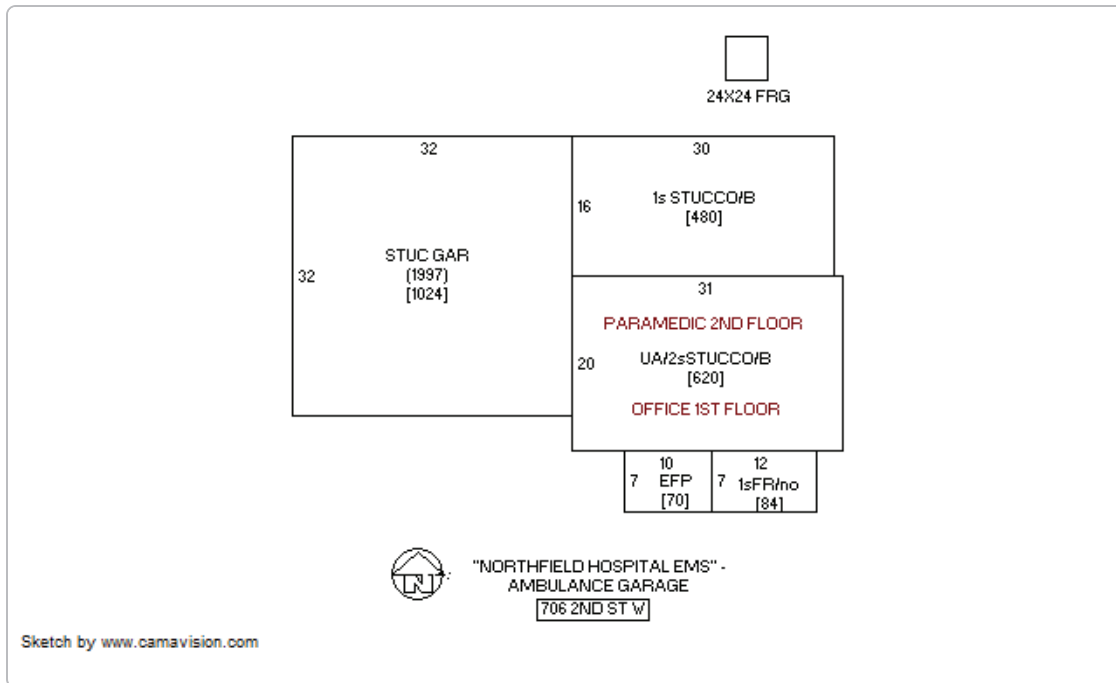 24X24 FRG
32
30
1s STUCCO/B
16
[480]
STUC GAR
(1997)
32
[1024]
31
PARAMEDIC 2ND FLOOR
UA/2sSTUCCO/B
20
[620]
OFFICE 1ST FLOOR
10
12
7
EFP
7
1sFR/no
[70]
[84]
N
"NORTHFIELD HOSPITAL EMS" -
AMBULANCE GARAGE
706 2ND ST W
Sketch by www.camavision.com